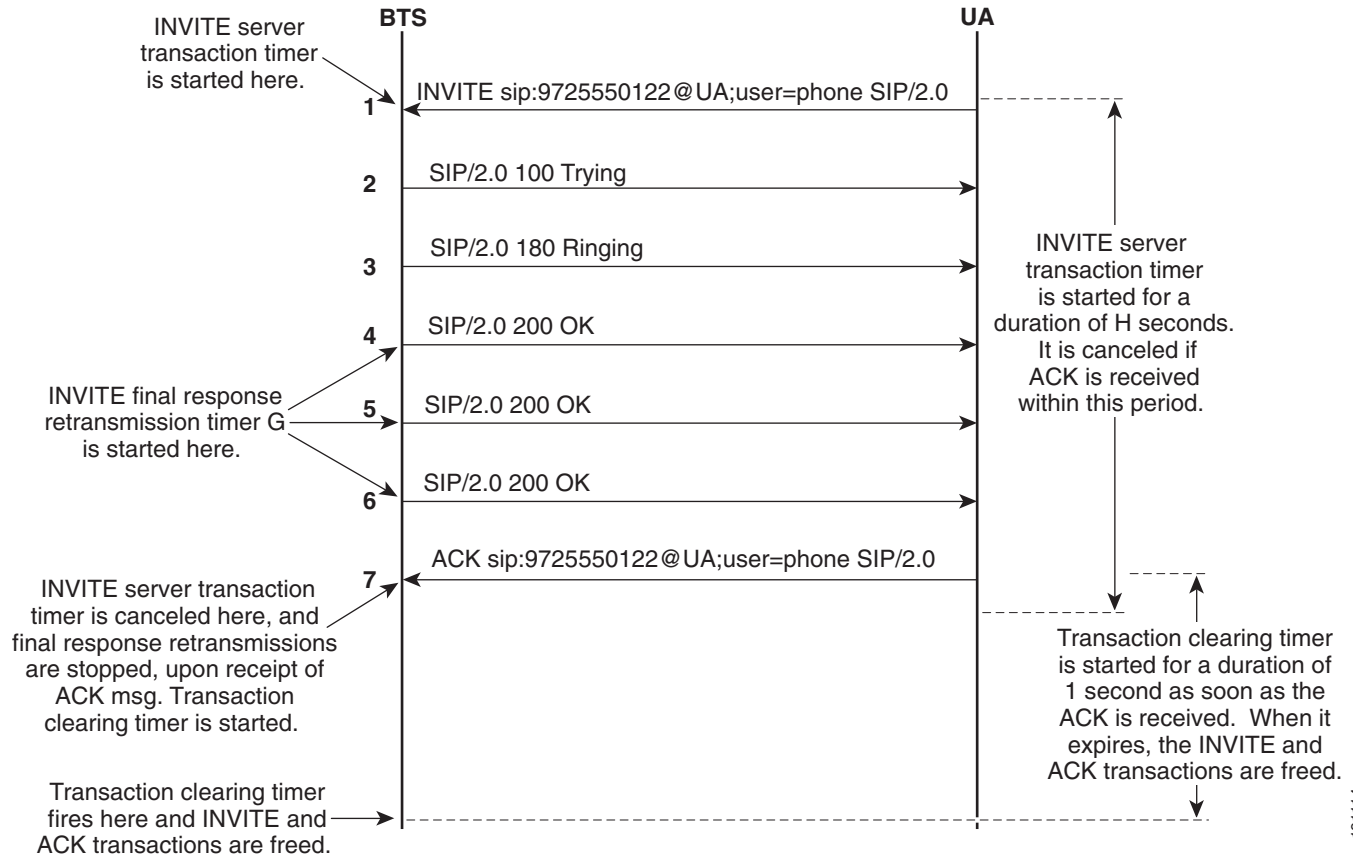 BTS
UA
INVITE server
transaction timer
is started here.
1
INVITE sip:9725550122@UA;user=phone SIP/2.0
2
SIP/2.0 100 Trying
3
SIP/2.0 180 Ringing
INVITE server
transaction timer
is started for a
duration of H seconds.
It is canceled if
ACK is received
within this period.
4
SIP/2.0 200 OK
INVITE final response
retransmission timer G
is started here.
5
SIP/2.0 200 OK
6
SIP/2.0 200 OK
7
ACK sip:9725550122@UA;user=phone SIP/2.0
INVITE server transaction
timer is canceled here, and
final response retransmissions
are stopped, upon receipt of
ACK msg. Transaction
clearing timer is started.
Transaction clearing timer
is started for a duration of
1 second as soon as the
ACK is received. When it
expires, the INVITE and
ACK transactions are freed.
Transaction clearing timer
fires here and INVITE and
ACK transactions are freed.